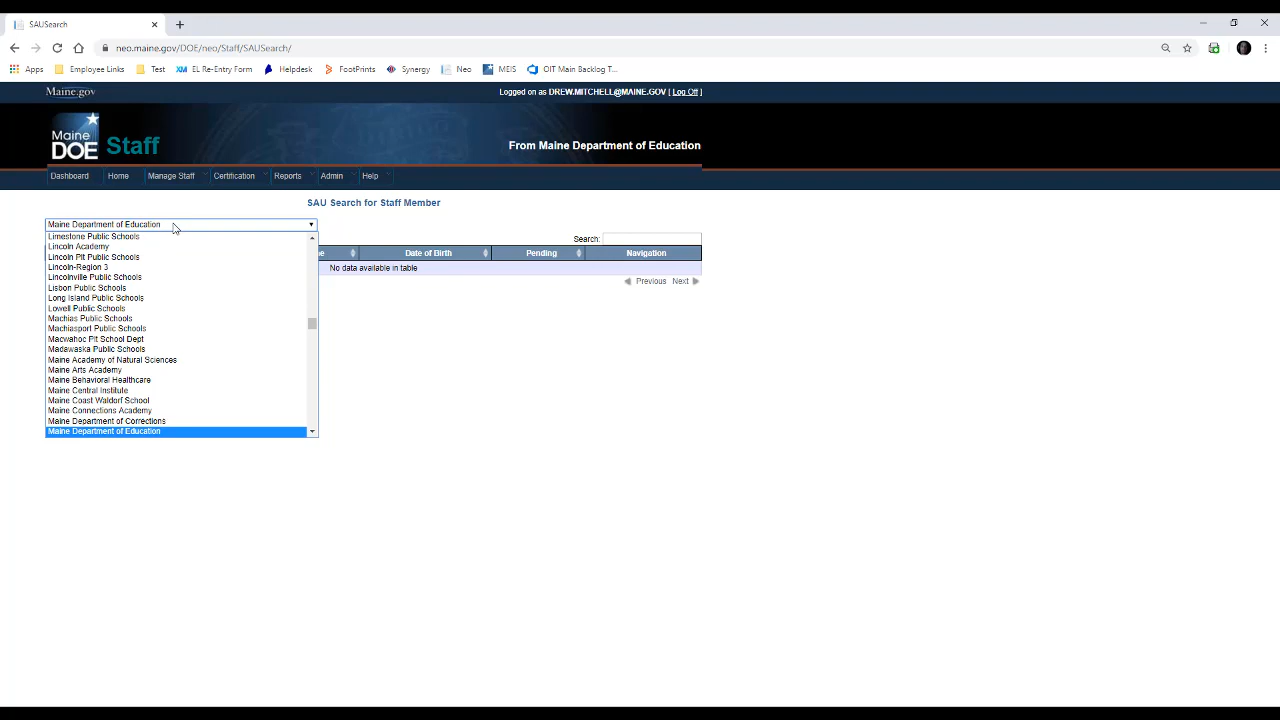 SAUSearch
neo.maine.gov/DOE/neo/Staff/SAUSearch/
Apps Employee Links Test EL Re-Entry Form Helpdesk FootPrints Synergy Neo MEIS OIT Main Backlog T...
Maine.gov Logged on as DREW.MITCHELL@MAINE.GOV [ Log Off ]
Maine DOE Staff From Maine Department of Education
Dashboard Home Manage Staff Certification Reports Admin Help
SAU Search for Staff Member
Maine Department of Education
Search:
Date of Birth Pending Navigation
No data available in table
Previous Next
Limestone Public Schools
Lincoln Academy
Lincoln Plt Public Schools
Lincoln-Region 3
Lincolnville Public Schools
Lisbon Public Schools
Long Island Public Schools
Lowell Public Schools
Machias Public Schools
Machiasport Public Schools
Macwahoc Plt School Dept
Madawaska Public Schools
Maine Academy of Natural Sciences
Maine Arts Academy
Maine Behavioral Healthcare
Maine Central Institute
Maine Coast Waldorf School
Maine Connections Academy
Maine Department of Corrections
Maine Department of Education